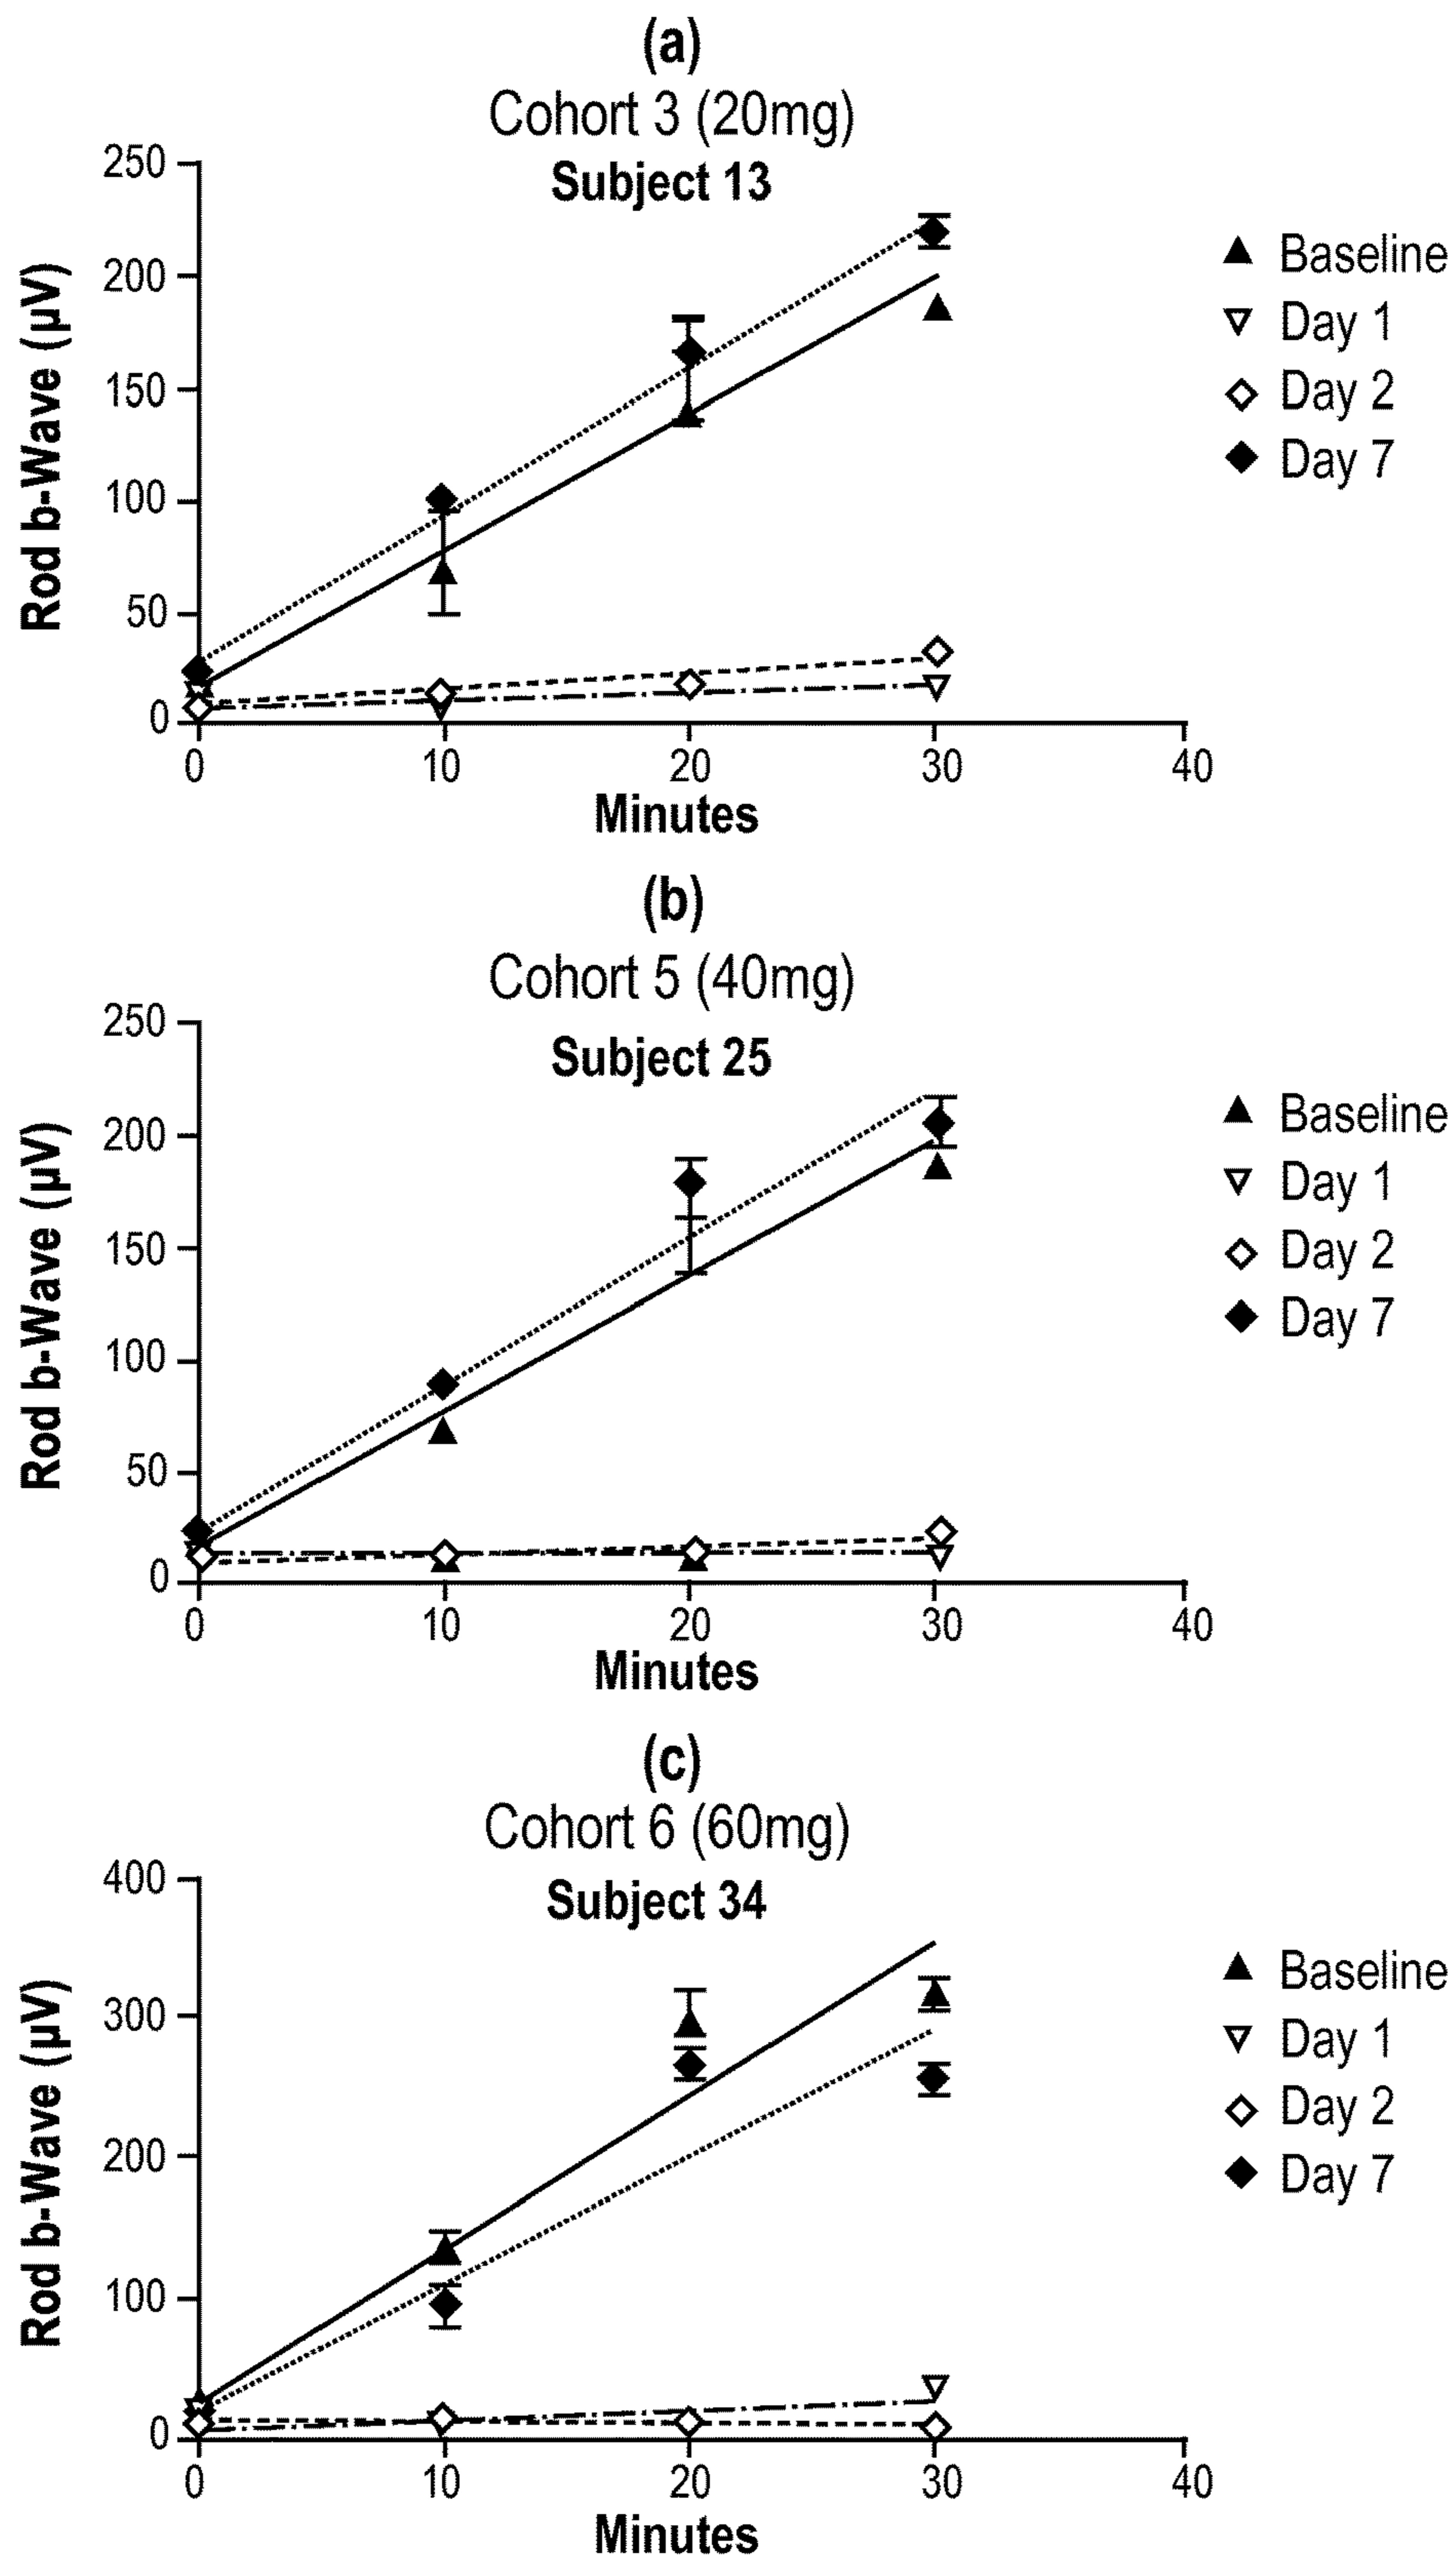 (a)
Cohort 3 (20mg)
Subject 13
250
200
150
100
50
0
Rod b-Wave (µV)
0 10 20 30 40
Minutes
Baseline
Day 1
Day 2
Day 7
(b)
Cohort 5 (40mg)
Subject 25
250
200
150
100
50
0
Rod b-Wave (µV)
0 10 20 30 40
Minutes
Baseline
Day 1
Day 2
Day 7
(c)
Cohort 6 (60mg)
Subject 34
400
300
200
100
0
Rod b-Wave (µV)
0 10 20 30 40
Minutes
Baseline
Day 1
Day 2
Day 7